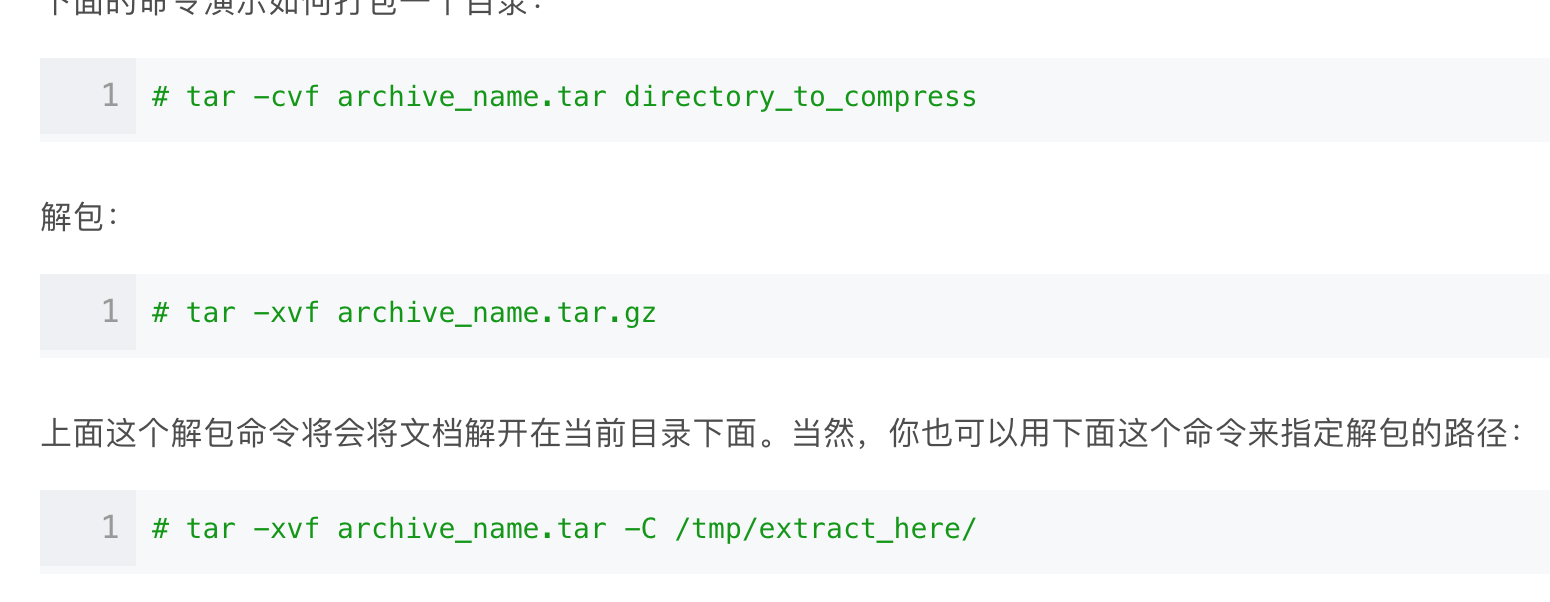 下面的命令演示如何打包一个目录：
1 # tar -cvf archive_name.tar directory_to_compress
解包：
1 # tar -xvf archive_name.tar.gz
上面这个解包命令将会将文档解开在当前目录下面。当然，你也可以用下面这个命令来指定解包的路径：
1 # tar -xvf archive_name.tar -C /tmp/extract_here/